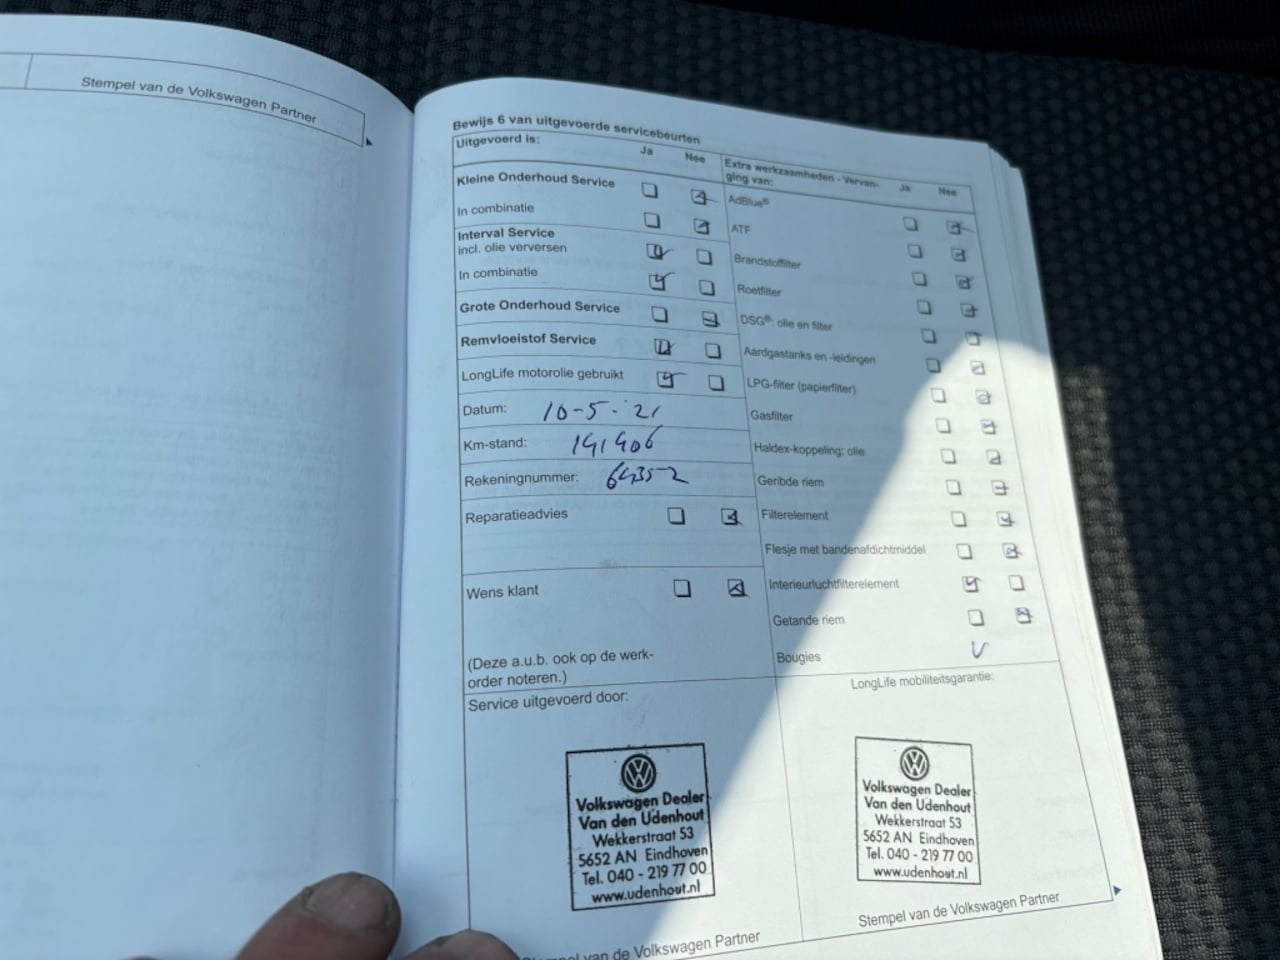 Stempel van de Volkswagen Partner
Bewijs 6 van uitgevoerde servicebeurten
Uitgevoerd is: Ja Nee
Kleine Onderhoud Service
In combinatie
Interval Service
incl. olie verversen
In combinatie
Grote Onderhoud Service
Remvloeistof Service
LongLife motorolie gebruikt
Datum: 10-5-'21
Km-stand: 141406
Rekeningnummer:
Reparatieadvies
Wens klant
(Deze a.u.b. ook op de werk-
order noteren.)
Extra werkzaamheden - Vervan-
ging van: Ja Nee
AdBlue®
ATF
Brandstoffilter
Roetfilter
DSG®: olie en filter
Aardgastanks en -leidingen
LPG-filter (papierfilter)
Gasfilter
Haldex-koppeling: olie
Geribde riem
Filterelement
Flesje met bandenafdichtmiddel
Interieurluchtfilterelement
Getande riem
Bougies
Service uitgevoerd door:
Volkswagen Dealer
Van den Udenhout
Wekkerstraat 53
5652 AN Eindhoven
Tel. 040 - 219 77 00
www.udenhout.nl
Stempel van de Volkswagen Partner
LongLife mobiliteitsgarantie:
Volkswagen Dealer
Van den Udenhout
Wekkerstraat 53
5652 AN Eindhoven
Tel. 040 - 219 77 00
www.udenhout.nl
Stempel van de Volkswagen Partner